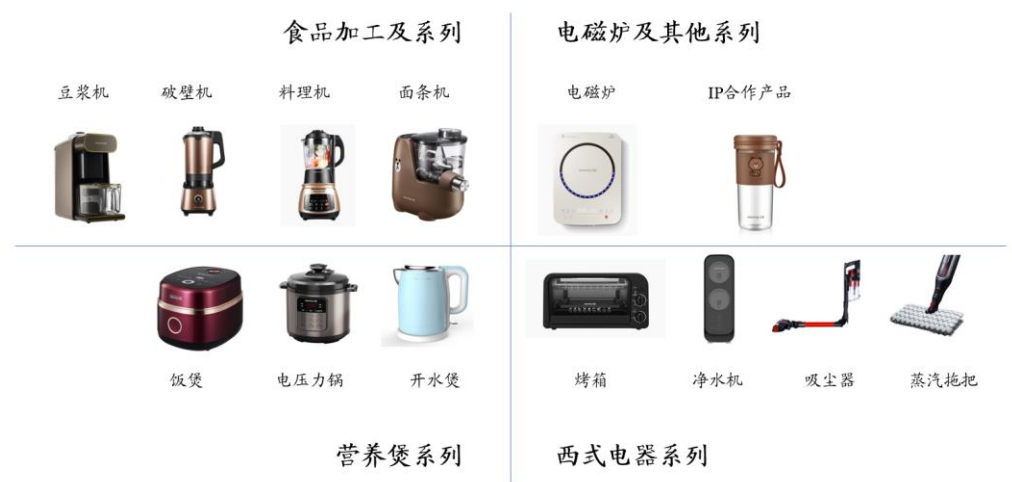 食品加工及系列
电磁炉及其他系列
豆浆机
破壁机
料理机
面条机
电磁炉
IP合作产品
饭煲
电压力锅
开水煲
烤箱
净水机
吸尘器
蒸汽拖把
营养煲系列
西式电器系列